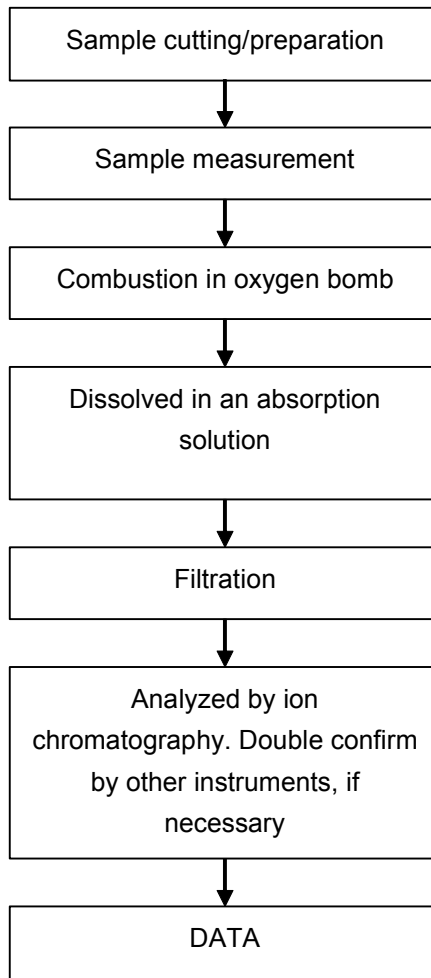 Sample cutting/preparation
Sample measurement
Combustion in oxygen bomb
Dissolved in an absorption
solution
Filtration
Analyzed by ion
chromatography. Double confirm
by other instruments, if
necessary
DATA